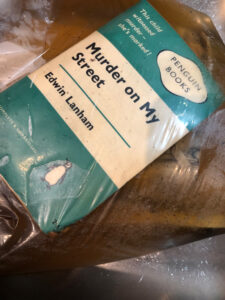 This child
witnessed
murder –
she's marked!
PENGUIN
BOOKS
Murder on My
Street
Edwin Lanham